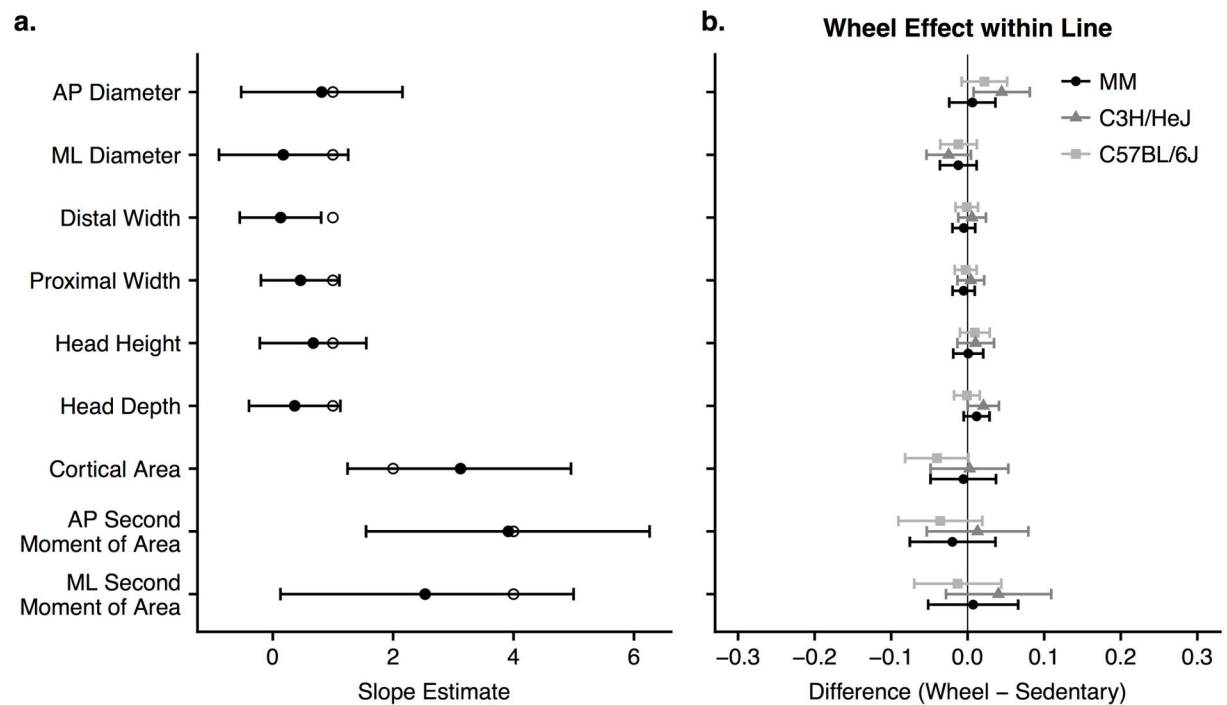 a.
AP Diameter
ML Diameter
Distal Width
Proximal Width
Head Height
Head Depth
Cortical Area
AP Second
Moment of Area
ML Second
Moment of Area
0 2 4 6
Slope Estimate
b.
Wheel Effect within Line
MM
C3H/HeJ
C57BL/6J
−0.3 −0.2 −0.1 0.0 0.1 0.2 0.3
Difference (Wheel − Sedentary)